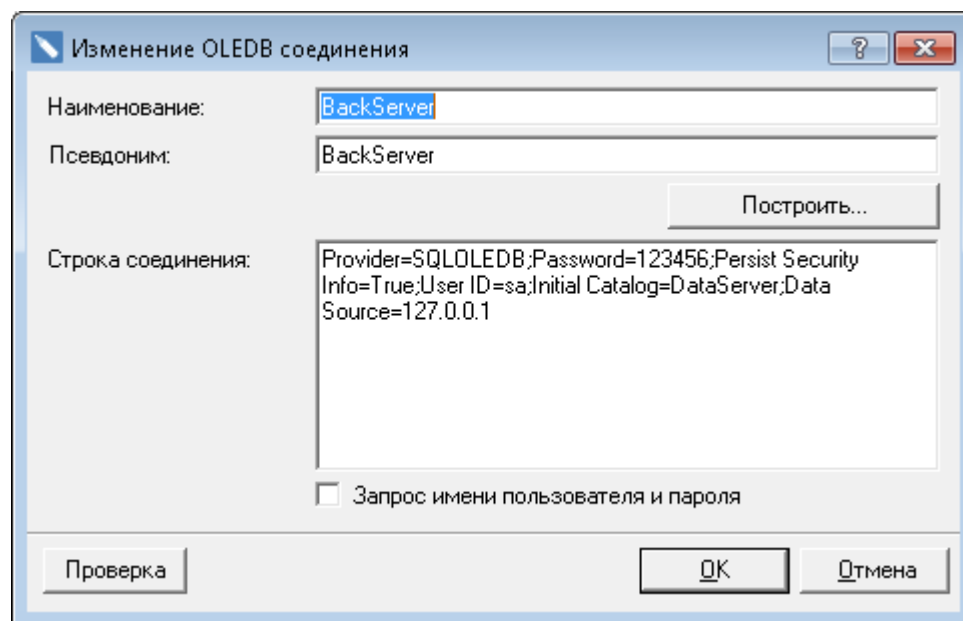 Изменение OLEDB соединения
Наименование: BackServer
Псевдоним: BackServer
Построить...
Строка соединения: Provider=SQLOLEDB;Password=123456;Persist Security
Info=True;User ID=sa;Initial Catalog=DataServer;Data
Source=127.0.0.1
Запрос имени пользователя и пароля
Проверка OK Отмена